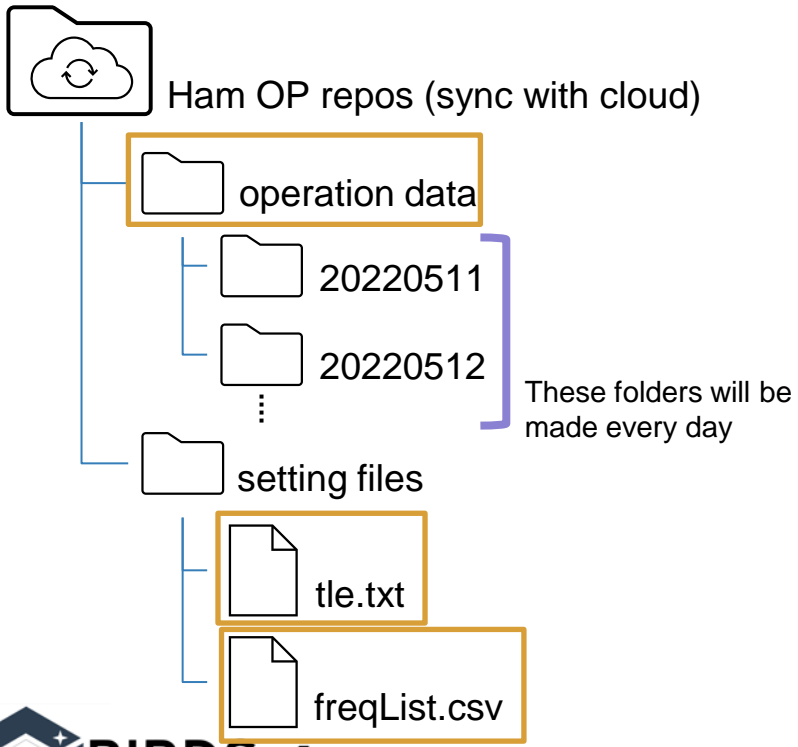 Ham OP repos (sync with cloud)
operation data
20220511
20220512
These folders will be
made every day
setting files
tle.txt
freqList.csv